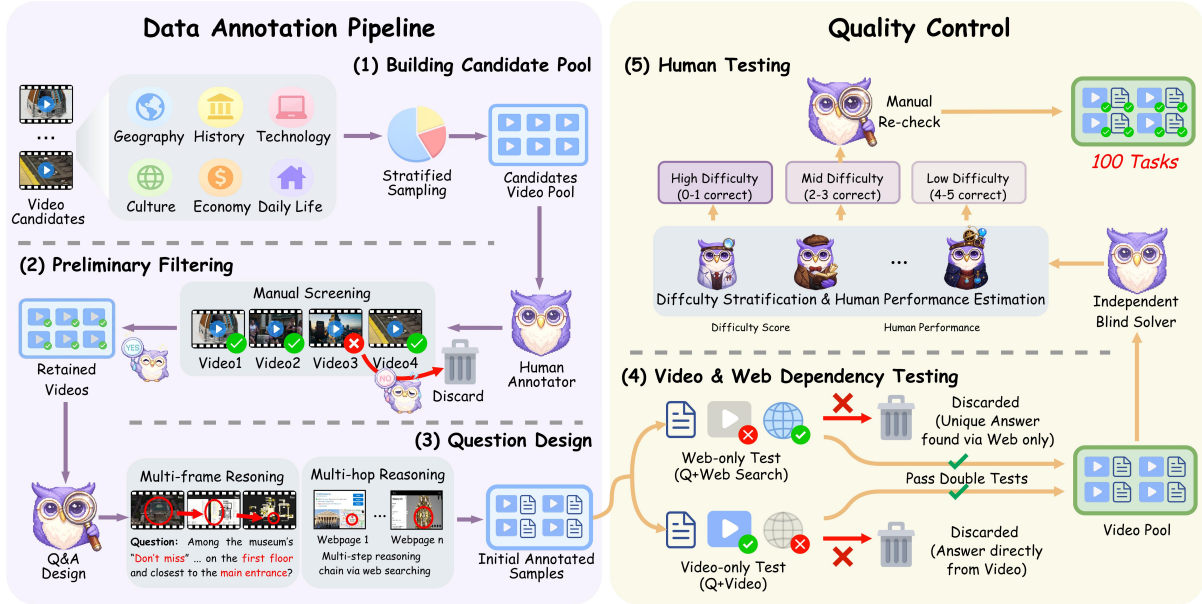 Data Annotation Pipeline
(1) Building Candidate Pool
...
Video
Candidates
Geography
History
Technology
Culture
Economy
Daily Life
Stratified
Sampling
Candidates
Video Pool
(2) Preliminary Filtering
Manual Screening
Video1
Video2
Video3
Video4
YES
NO
Retained
Videos
Discard
Human
Annotator
(3) Question Design
Q&A
Design
Multi-frame Resoning
Question: Among the museum's
"Don't miss" ... on the first floor
and closest to the main entrance?
Multi-hop Reasoning
...
Webpage 1
Webpage n
Multi-step reasoning
chain via web searching
Initial Annotated
Samples
Quality Control
(5) Human Testing
Manual
Re-check
100 Tasks
High Difficulty
(0-1 correct)
Mid Difficulty
(2-3 correct)
Low Difficulty
(4-5 correct)
...
Diffculty Stratification & Human Performance Estimation
Difficulty Score
Human Performance
Independent
Blind Solver
(4) Video & Web Dependency Testing
Web-only Test
(Q+Web Search)
Discarded
(Unique Answer
found via Web only)
Pass Double Tests
Video-only Test
(Q+Video)
Discarded
(Answer directly
from Video)
Video Pool